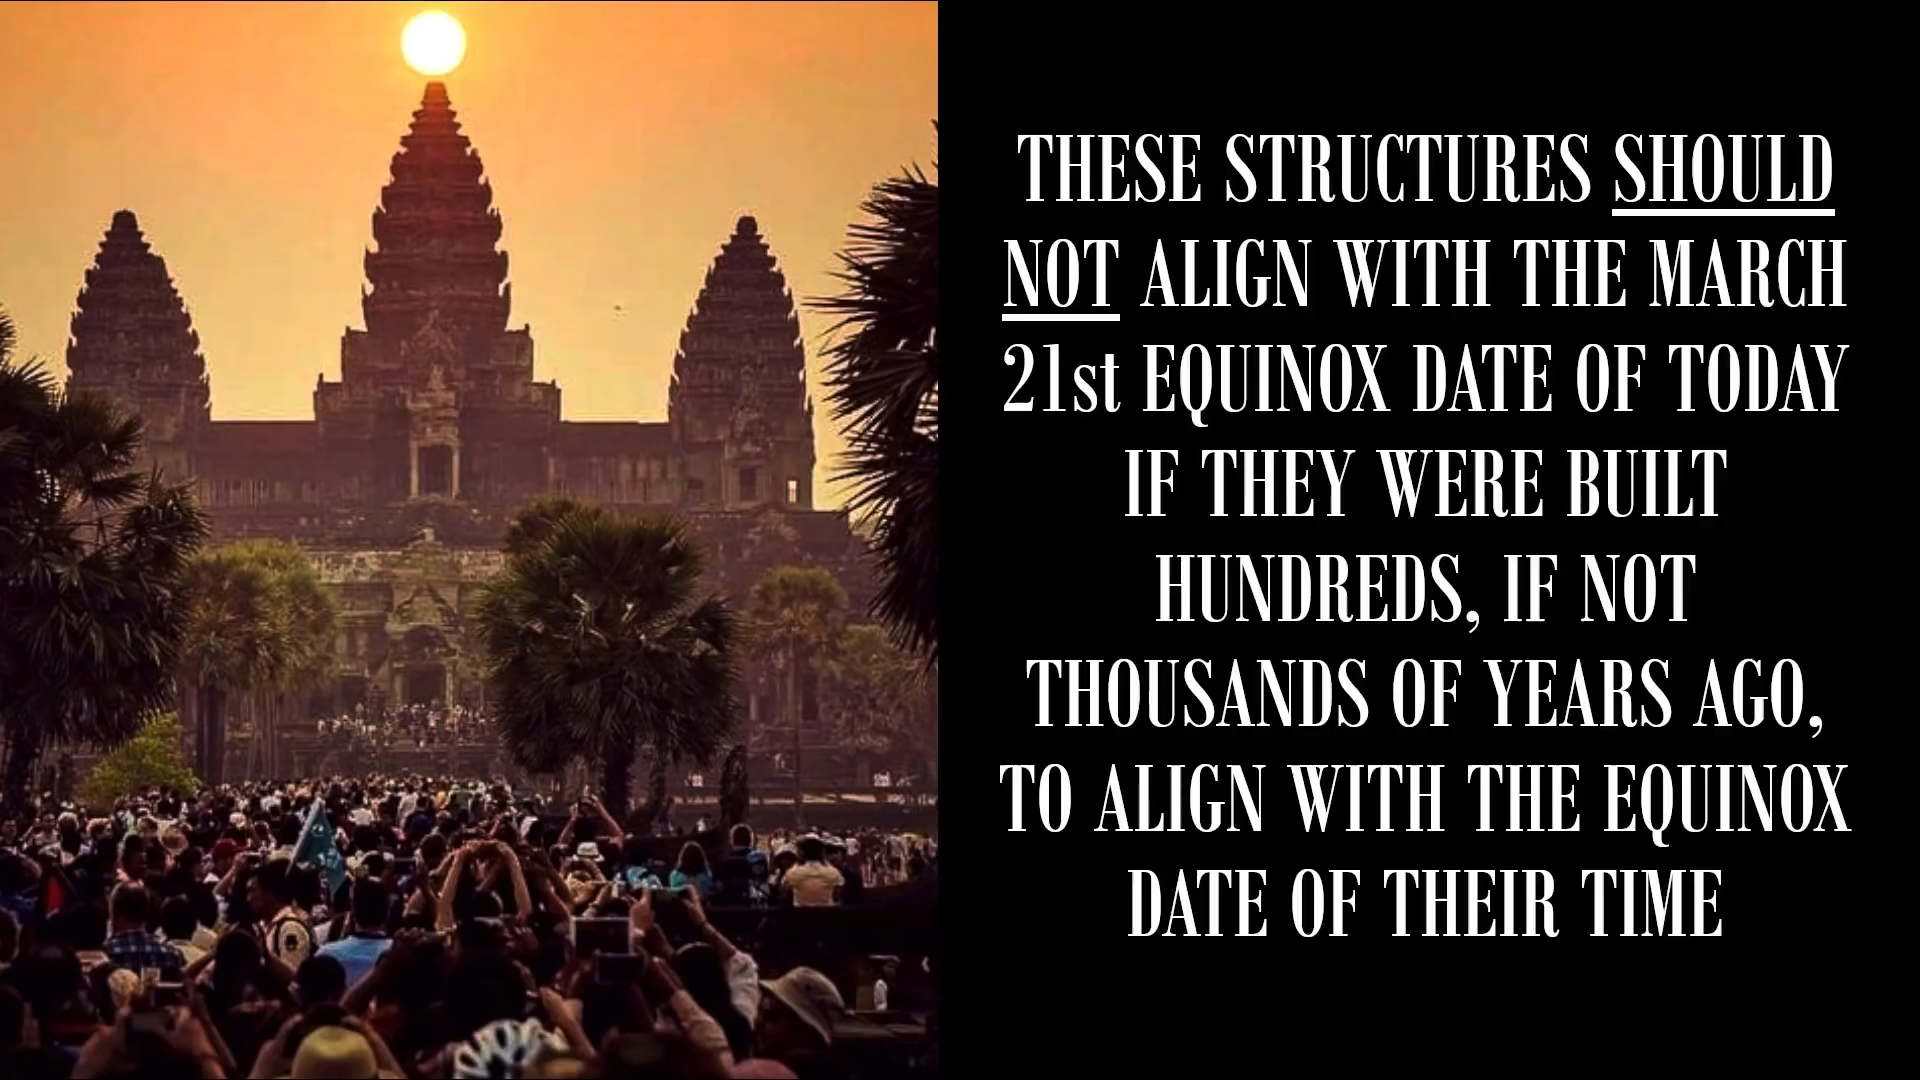 THESE STRUCTURES SHOULD
NOT ALIGN WITH THE MARCH
21st EQUINOX DATE OF TODAY
IF THEY WERE BUILT
HUNDREDS, IF NOT
THOUSANDS OF YEARS AGO,
TO ALIGN WITH THE EQUINOX
DATE OF THEIR TIME